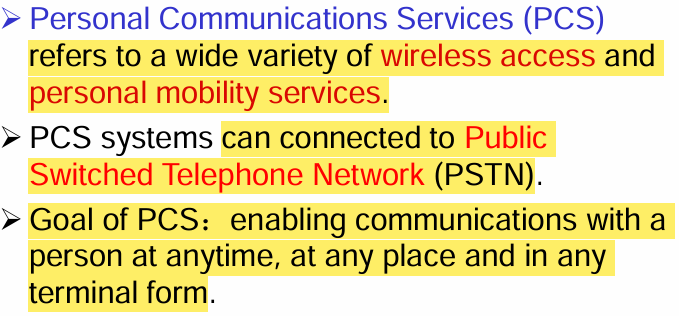 ➢ Personal Communications Services (PCS)
refers to a wide variety of wireless access and
personal mobility services.
➢ PCS systems can connected to Public
Switched Telephone Network (PSTN).
➢ Goal of PCS：enabling communications with a
person at anytime, at any place and in any
terminal form.